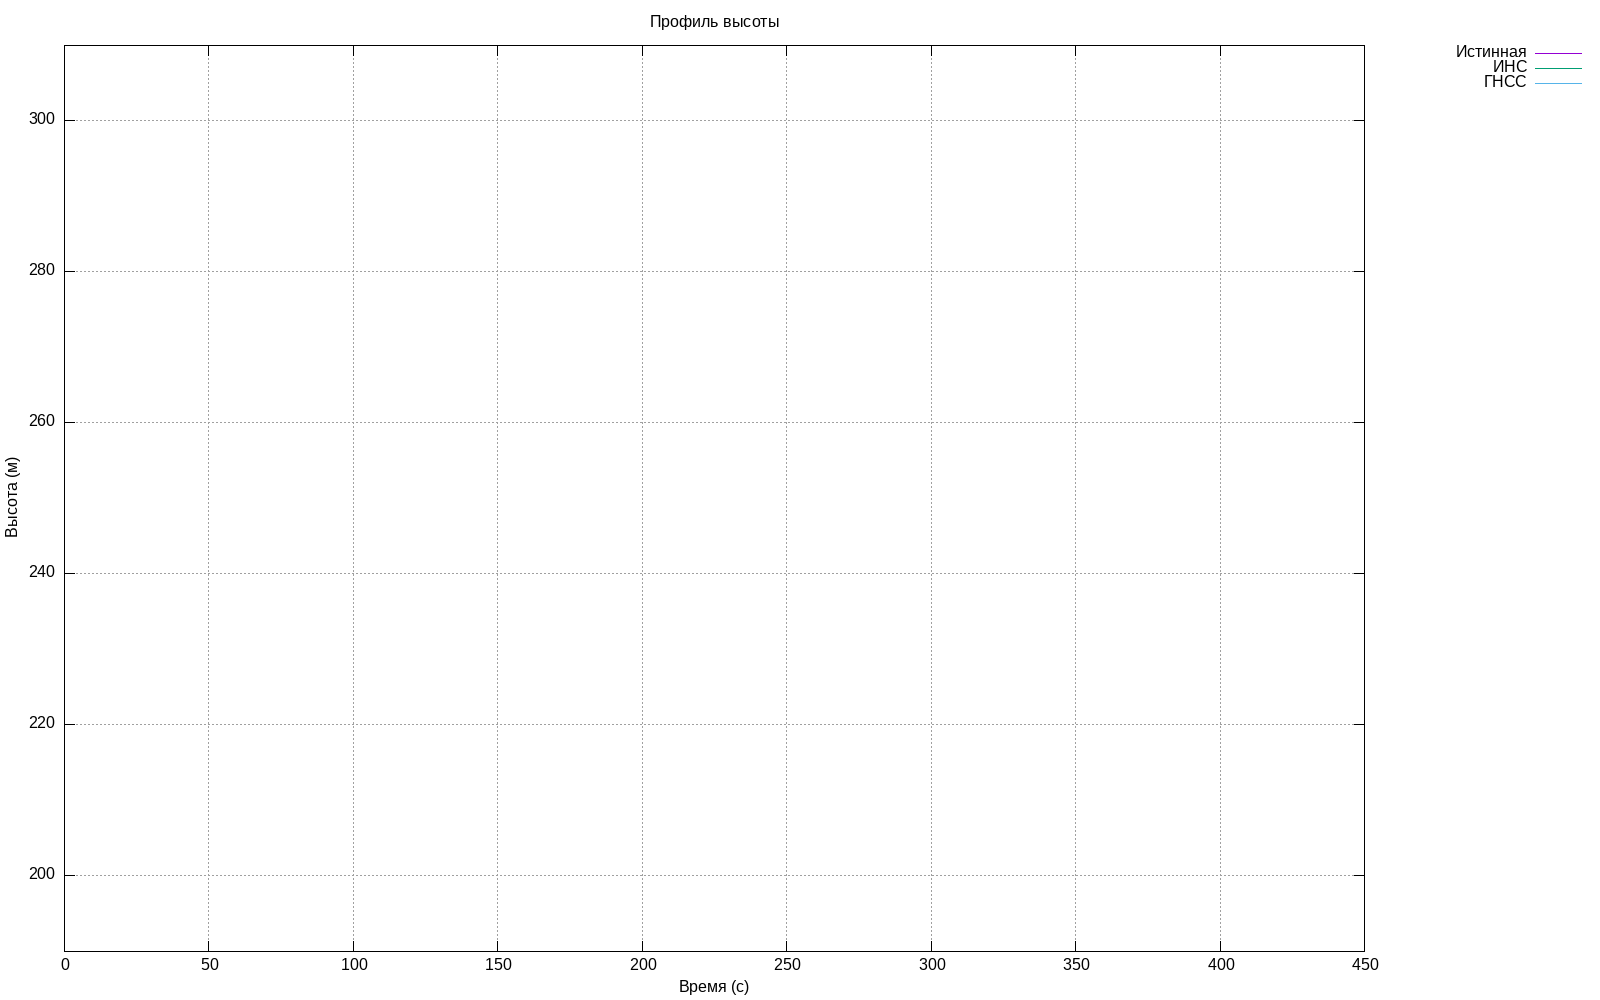 Профиль высоты
Истинная
ИНС
ГНСС
300
280
260
240
220
200
Высота (м)
0 50 100 150 200 250 300 350 400 450
Время (с)